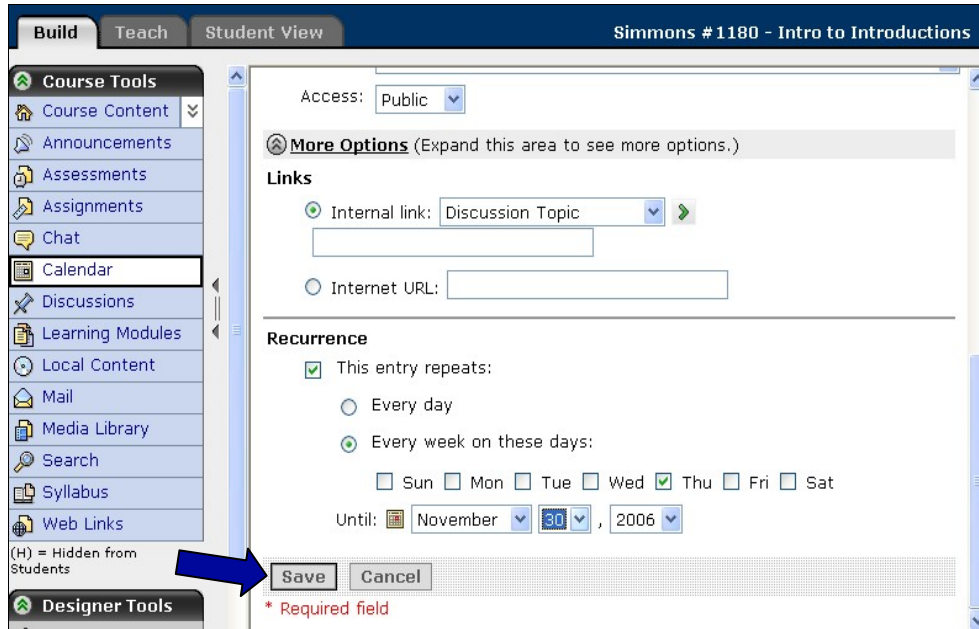 Build Teach Student View Simmons #1180 - Intro to Introductions
Course Tools
Course Content
Announcements
Assessments
Assignments
Chat
Calendar
Discussions
Learning Modules
Local Content
Mail
Media Library
Search
Syllabus
Web Links
(H) = Hidden from
Students
Designer Tools
Access: Public
More Options (Expand this area to see more options.)
Links
Internal link: Discussion Topic
Internet URL:
Recurrence
This entry repeats:
Every day
Every week on these days:
Sun Mon Tue Wed Thu Fri Sat
Until: November 30 , 2006
Save Cancel
* Required field